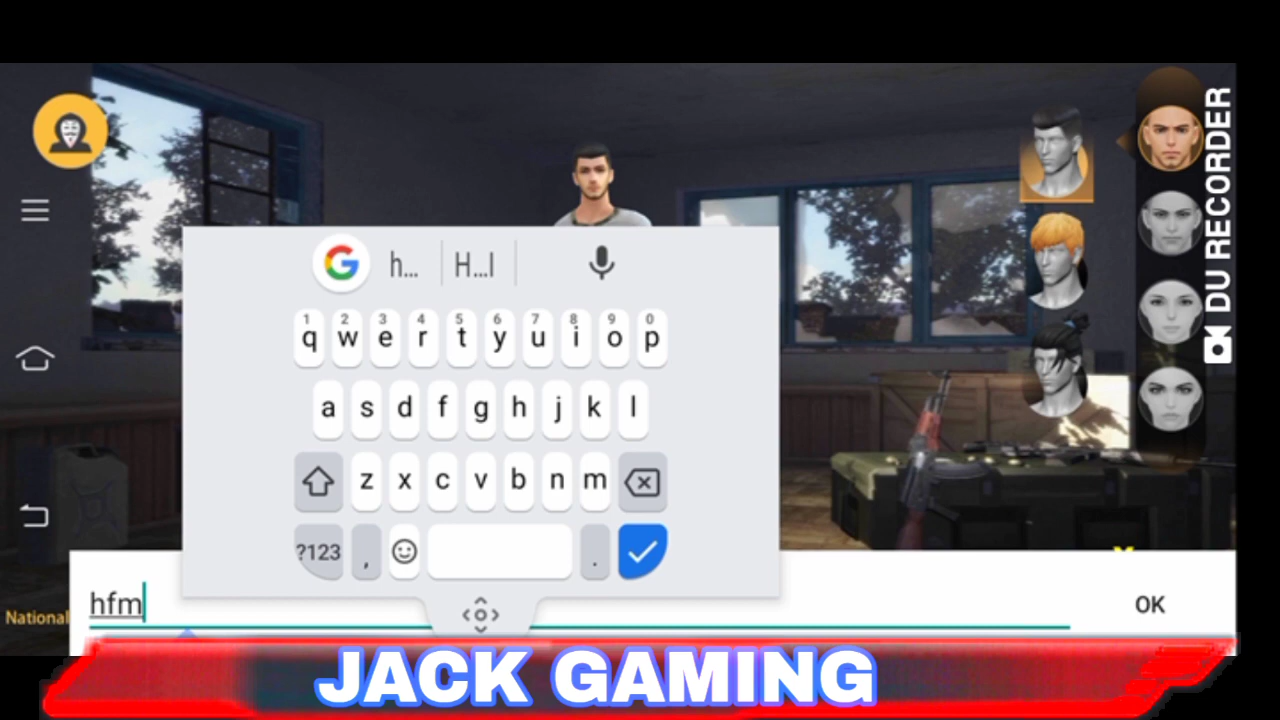 DU RECORDER
h...
H...l
1 2 3 4 5 6 7 8 9 0
q w e r t y u i o p
a s d f g h j k l
z x c v b n m
?123 , .
hfm
OK
National
JACK GAMING